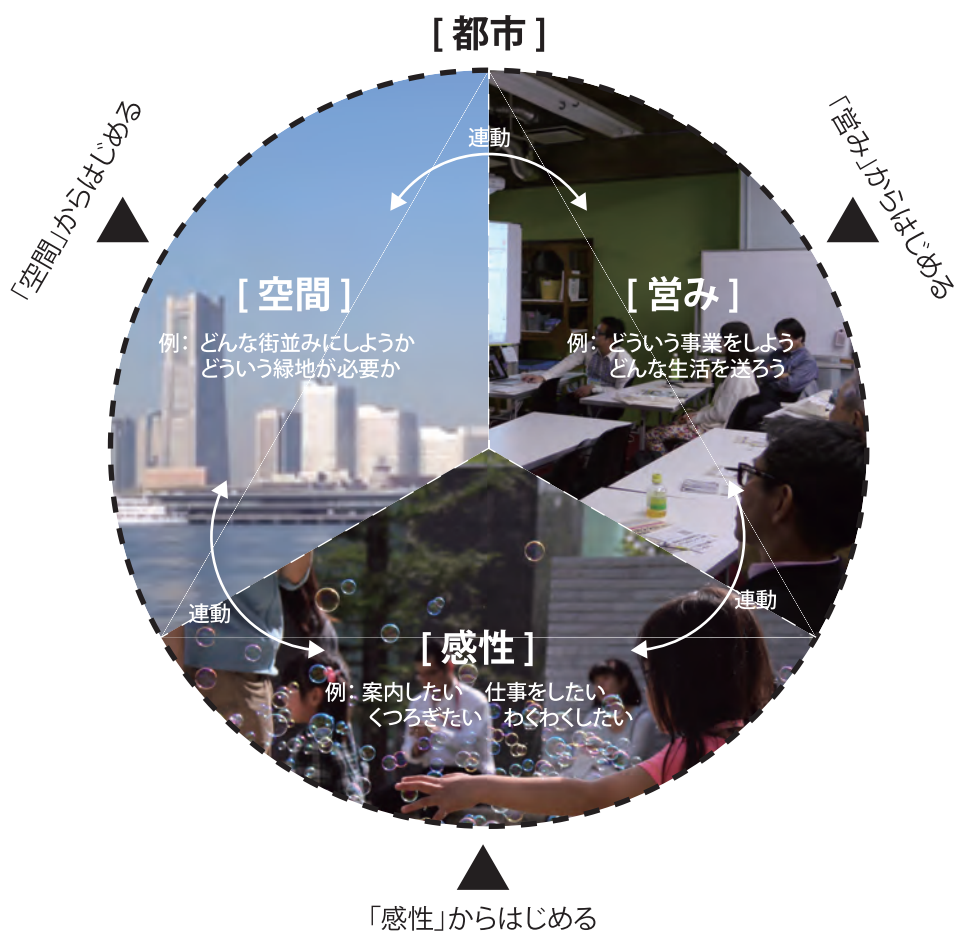 [ 都市 ]
「空間」からはじめる
「営み」からはじめる
連動
[ 空間 ]
例： どんな街並みにしようか
どういう緑地が必要か
[ 営み ]
例： どういう事業をしよう
どんな生活を送ろう
連動
連動
[ 感性 ]
例： 案内したい　仕事をしたい
くつろぎたい　わくわくしたい
「感性」からはじめる